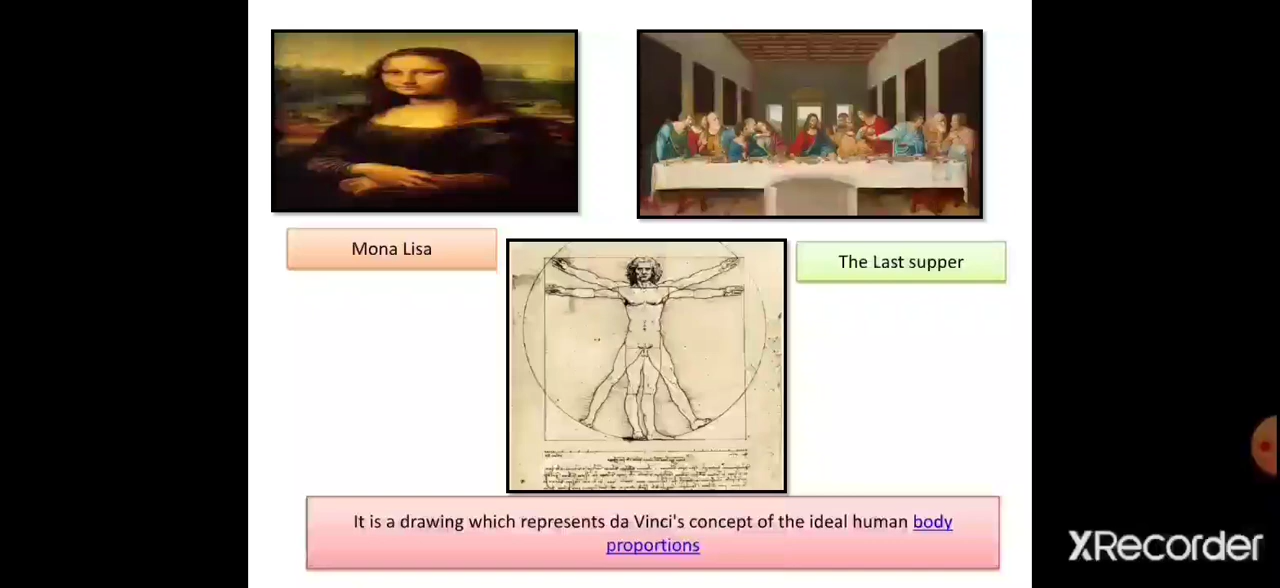 Mona Lisa
The Last supper
It is a drawing which represents da Vinci's concept of the ideal human body
proportions
XRecorder